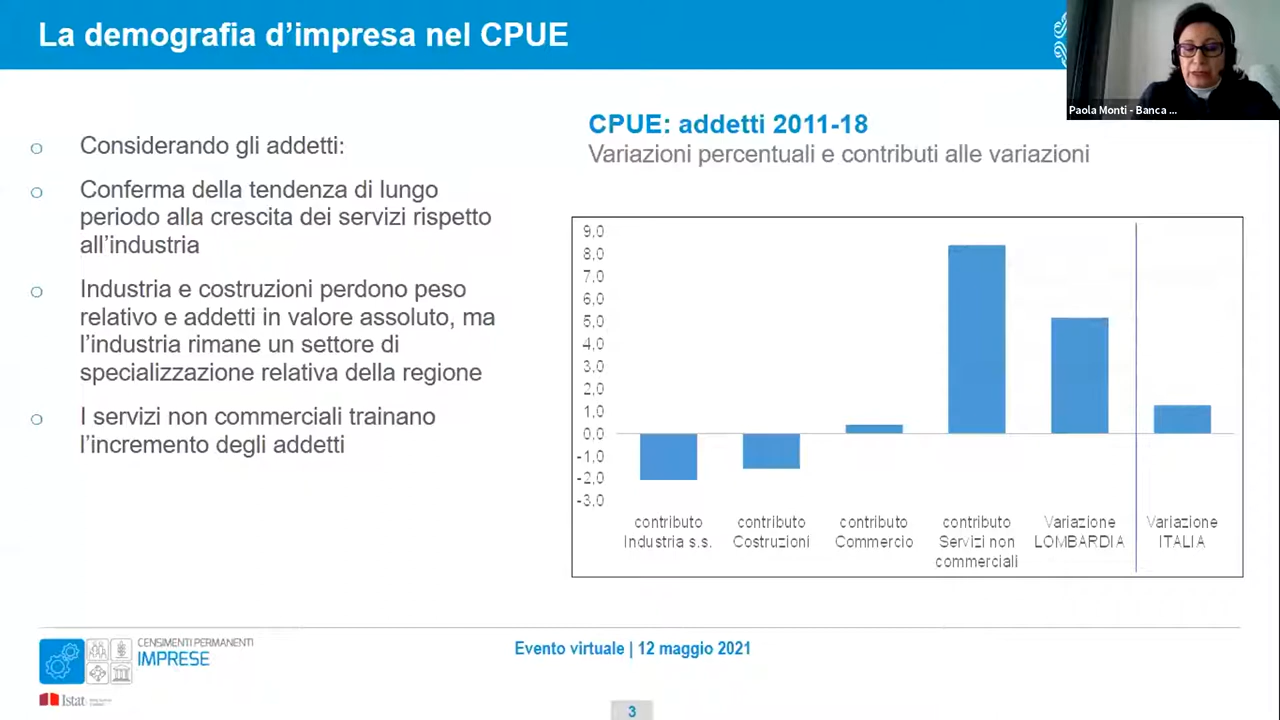 La demografia d’impresa nel CPUE
Paola Monti - Banca ...
Considerando gli addetti:
Conferma della tendenza di lungo
periodo alla crescita dei servizi rispetto
all’industria
Industria e costruzioni perdono peso
relativo e addetti in valore assoluto, ma
l’industria rimane un settore di
specializzazione relativa della regione
I servizi non commerciali trainano
l’incremento degli addetti
CPUE: addetti 2011-18
Variazioni percentuali e contributi alle variazioni
9,0
8,0
7,0
6,0
5,0
4,0
3,0
2,0
1,0
0,0
-1,0
-2,0
-3,0
contributo
Industria s.s.
contributo
Costruzioni
contributo
Commercio
contributo
Servizi non
commerciali
Variazione
LOMBARDIA
Variazione
ITALIA
CENSIMENTI PERMANENTI
IMPRESE
Istat
Evento virtuale | 12 maggio 2021
3